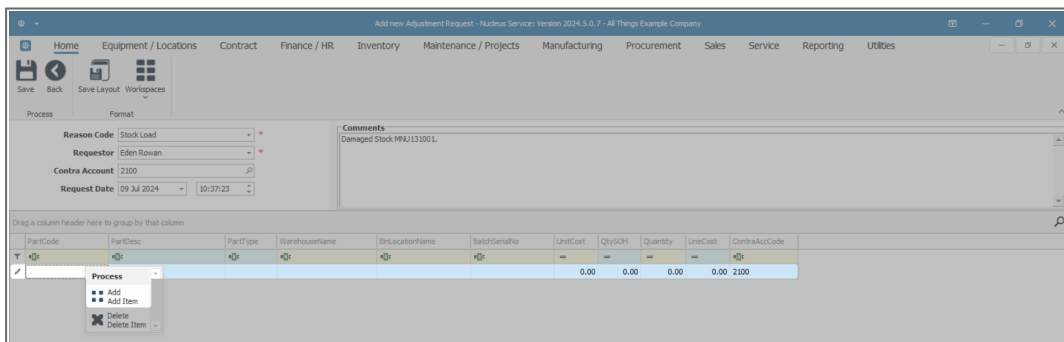 Add new Adjustment Request - Nucleus Service: Version 2024.5.0.7 - All Things Example Company
Home Equipment / Locations Contract Finance / HR Inventory Maintenance / Projects Manufacturing Procurement Sales Service Reporting Utilities
Save Back Save Layout Workspaces
Process Format
Reason Code Stock Load *
Requestor Eden Rowan *
Contra Account 2100
Request Date 09 Jul 2024 10:37:23
Comments
Damaged Stock MNU131001.
Drag a column header here to group by that column
PartCode PartDesc PartType WarehouseName BinLocationName BatchSerialNo UnitCost QtySOH Quantity LineCost ContraAccCode
= = = =
0.00 0.00 0.00 0.00 2100
Process
Add
Add Item
Delete
Delete Item